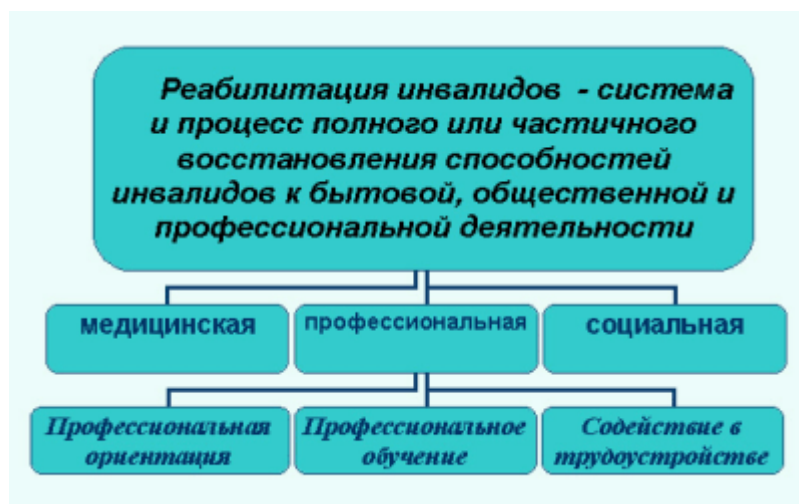 Реабилитация инвалидов - система
и процесс полного или частичного
восстановления способностей
инвалидов к бытовой, общественной и
профессиональной деятельности
медицинская
профессиональная
социальная
Профессиональная
ориентация
Профессиональное
обучение
Содействие в
трудоустройстве